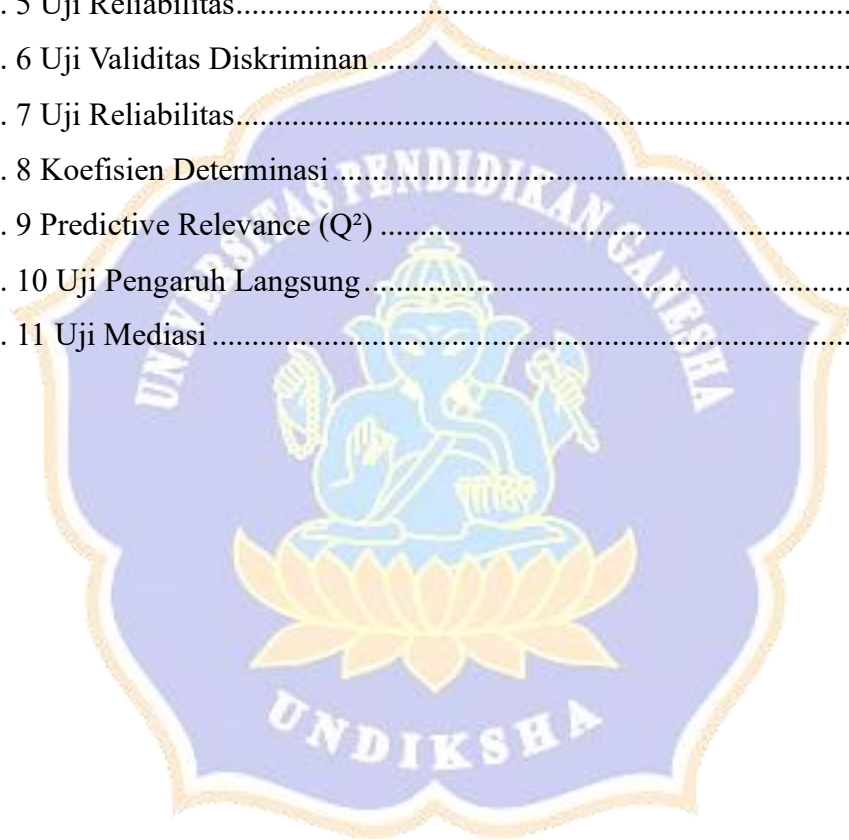 . 5 Uji Reliabilitas..........................................................................
. 6 Uji Validitas Diskriminan..........................................................
. 7 Uji Reliabilitas..........................................................................
. 8 Koefisien Determinasi..............................................................
. 9 Predictive Relevance (Q²) ........................................................
. 10 Uji Pengaruh Langsung...........................................................
. 11 Uji Mediasi..............................................................................
UNIVERSITAS PENDIDIKAN GANESHA
UNDIKSHA